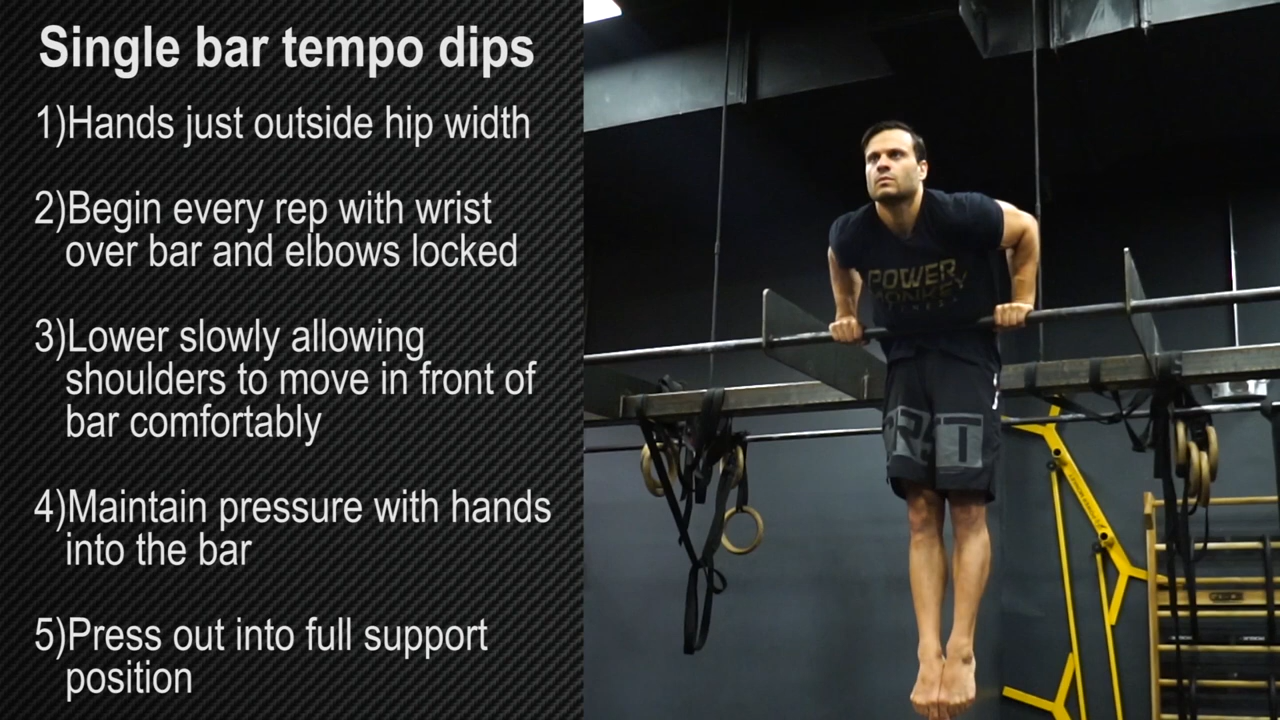 Single bar tempo dips
1)Hands just outside hip width
2)Begin every rep with wrist
over bar and elbows locked
3)Lower slowly allowing
shoulders to move in front of
bar comfortably
4)Maintain pressure with hands
into the bar
5)Press out into full support
position
POWER
MONKEY